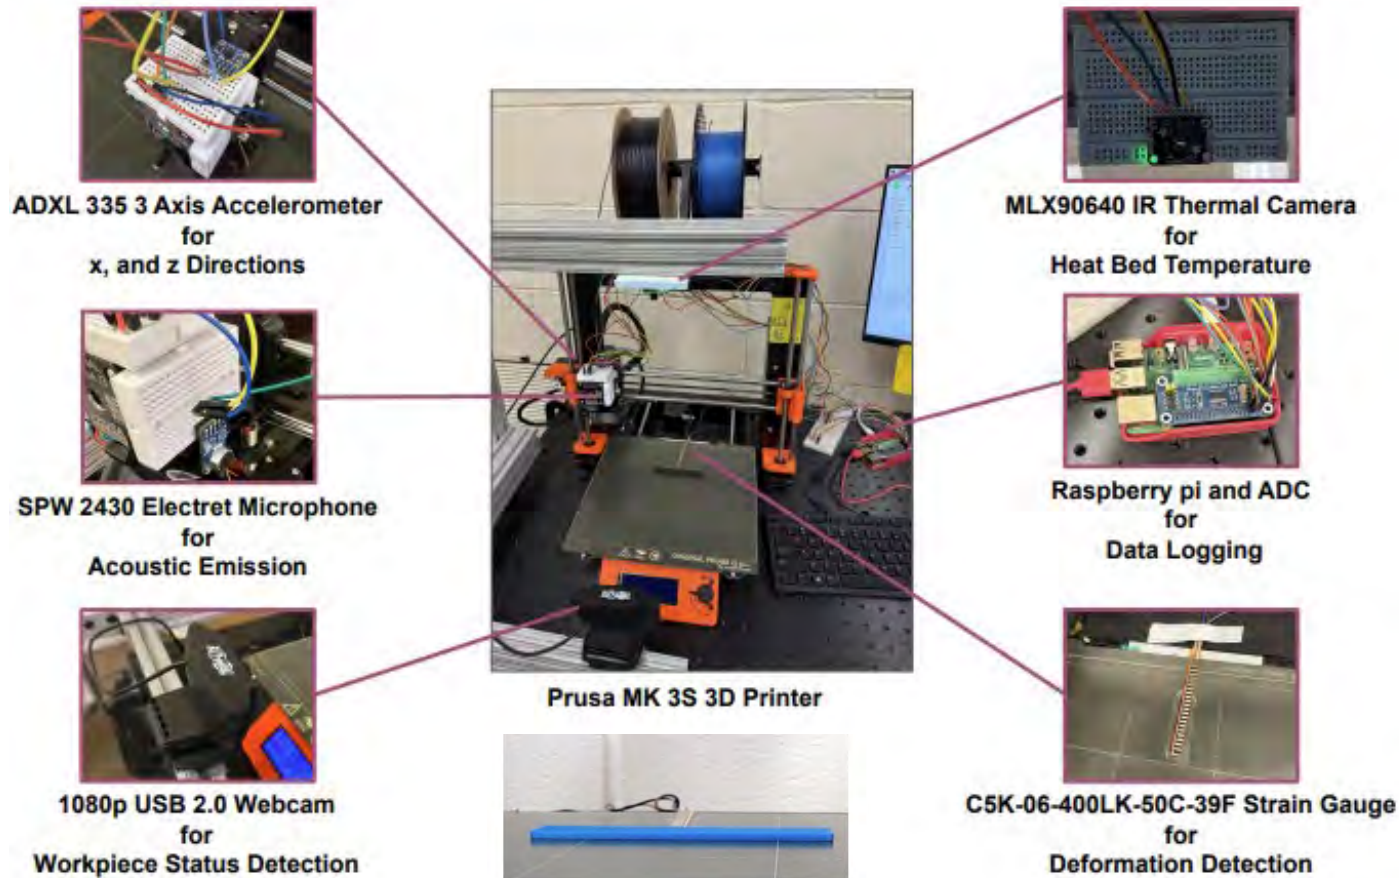 ADXL 335 3 Axis Accelerometer
for
x, and z Directions
MLX90640 IR Thermal Camera
for
Heat Bed Temperature
SPW 2430 Electret Microphone
for
Acoustic Emission
Raspberry pi and ADC
for
Data Logging
Prusa MK 3S 3D Printer
1080p USB 2.0 Webcam
for
Workpiece Status Detection
C5K-06-400LK-50C-39F Strain Gauge
for
Deformation Detection